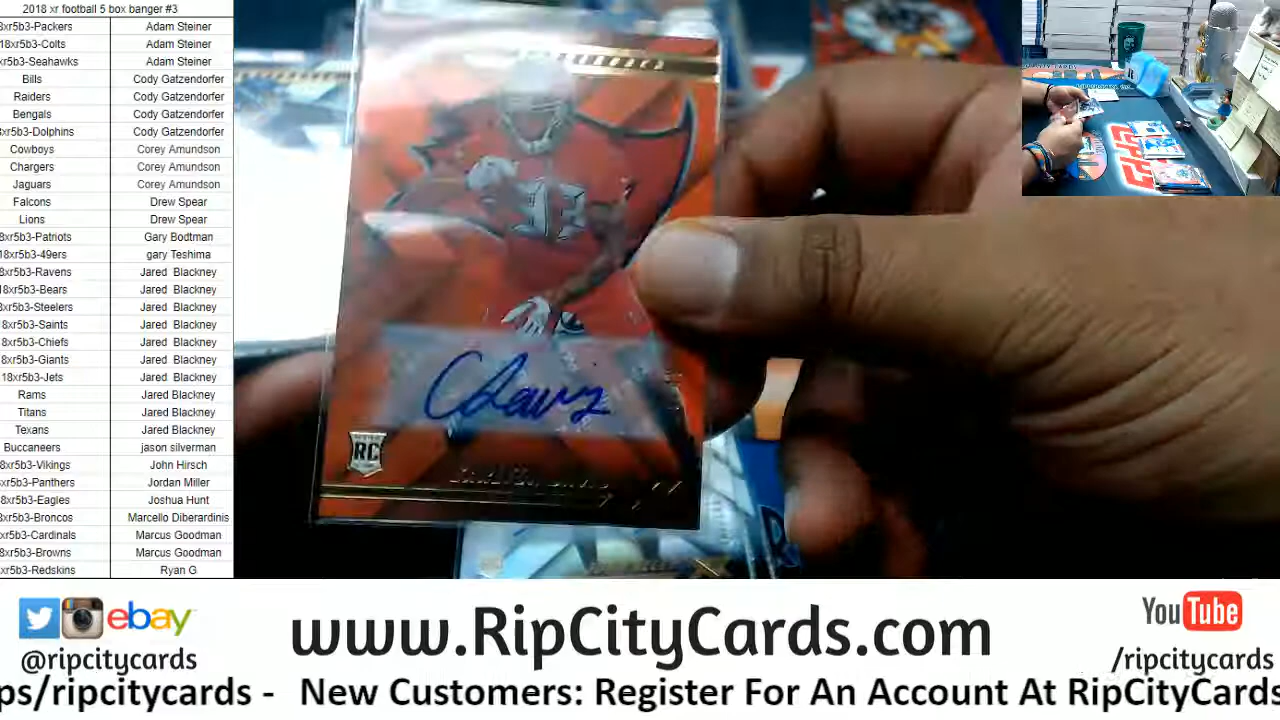 2018 xr football 5 box banger #3
8xr5b3-Packers Adam Steiner
18xr5b3-Colts Adam Steiner
xr5b3-Seahawks Adam Steiner
Bills Cody Gatzendorfer
Raiders Cody Gatzendorfer
Bengals Cody Gatzendorfer
8xr5b3-Dolphins Cody Gatzendorfer
Cowboys Corey Amundson
Chargers Corey Amundson
Jaguars Corey Amundson
Falcons Drew Spear
Lions Drew Spear
8xr5b3-Patriots Gary Bodtman
18xr5b3-49ers gary Teshima
8xr5b3-Ravens Jared Blackney
18xr5b3-Bears Jared Blackney
8xr5b3-Steelers Jared Blackney
8xr5b3-Saints Jared Blackney
8xr5b3-Chiefs Jared Blackney
8xr5b3-Giants Jared Blackney
18xr5b3-Jets Jared Blackney
Rams Jared Blackney
Titans Jared Blackney
Texans Jared Blackney
Buccaneers jason silverman
8xr5b3-Vikings John Hirsch
xr5b3-Panthers Jordan Miller
8xr5b3-Eagles Joshua Hunt
8xr5b3-Broncos Marcello Diberardinis
xr5b3-Cardinals Marcus Goodman
8xr5b3-Browns Marcus Goodman
xr5b3-Redskins Ryan G
RC
ebay
@ripcitycards
www.RipCityCards.com
YouTube
/ripcitycards
ps/ripcitycards - New Customers: Register For An Account At RipCityCards